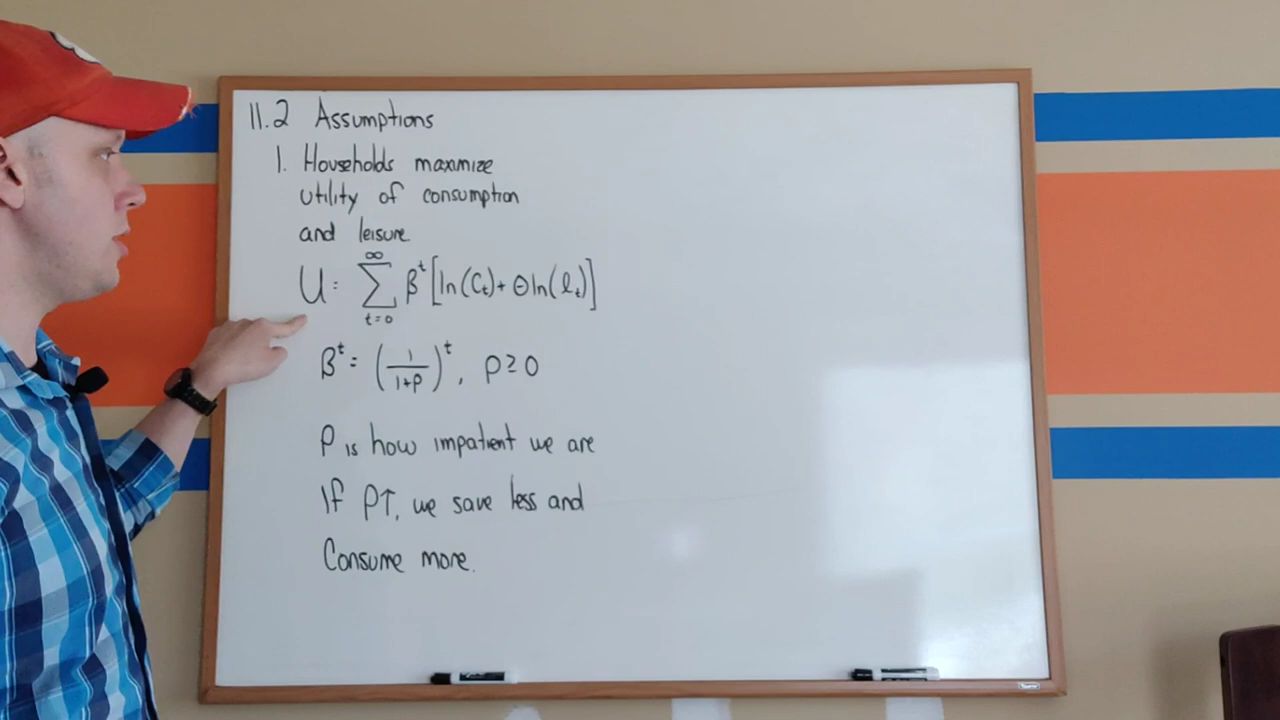 11.2 Assumptions
1. Households maximize
utility of consumption
and leisure
U = ∑_{t=0}^{∞} β^t [ln(C_t) + θ ln(ℓ_t)]
β^t = (1/(1+ρ))^t, ρ ≥ 0
ρ is how impatient we are
If ρ↑, we save less and
Consume more.